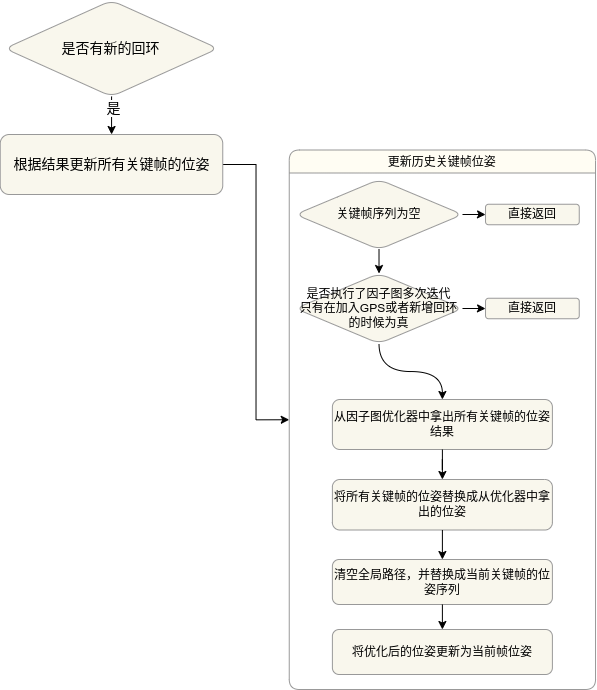 是否有新的回环
是
根据结果更新所有关键帧的位姿
更新历史关键帧位姿
关键帧序列为空
直接返回
是否执行了因子图多次迭代
只有在加入GPS或者新增回环
的时候为真
直接返回
从因子图优化器中拿出所有关键帧的位姿
结果
将所有关键帧的位姿替换成从优化器中拿
出的位姿
清空全局路径，并替换成当前关键帧的位
姿序列
将优化后的位姿更新为当前帧位姿